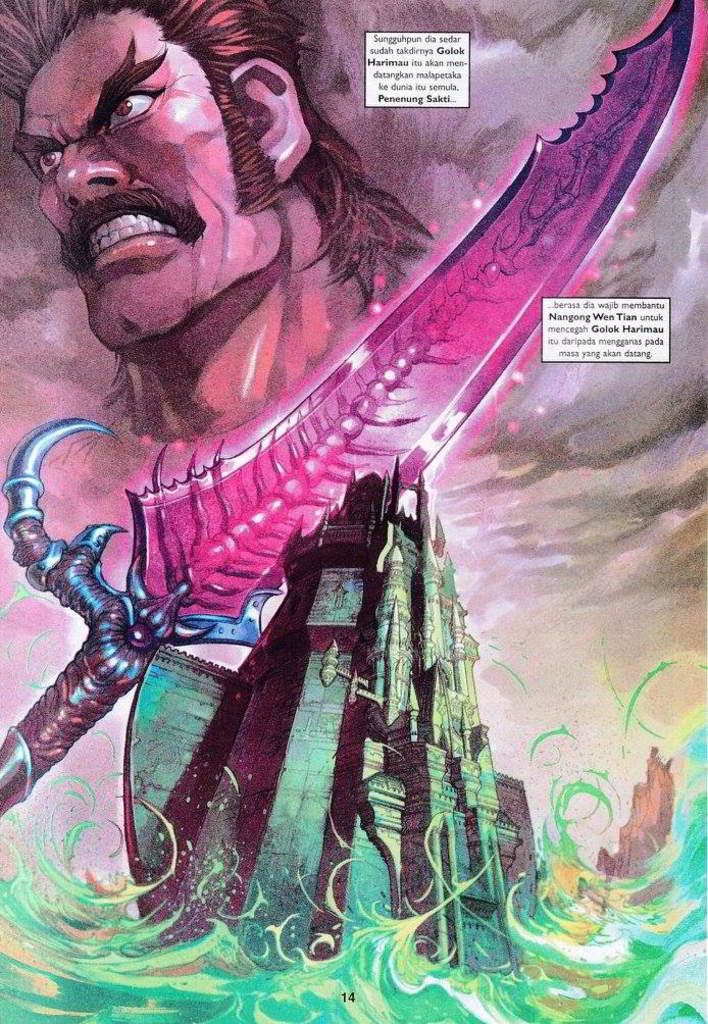 Sungguhpun dia sedar
sudah takdirnya Golok
Harimau itu akan men-
datangkan malapetaka
ke dunia itu semula,
Penenung Sakti...
...berasa dia wajib membantu
Nangong Wen Tian untuk
mencegah Golok Harimau
itu daripada mengganas pada
masa yang akan datang.
14